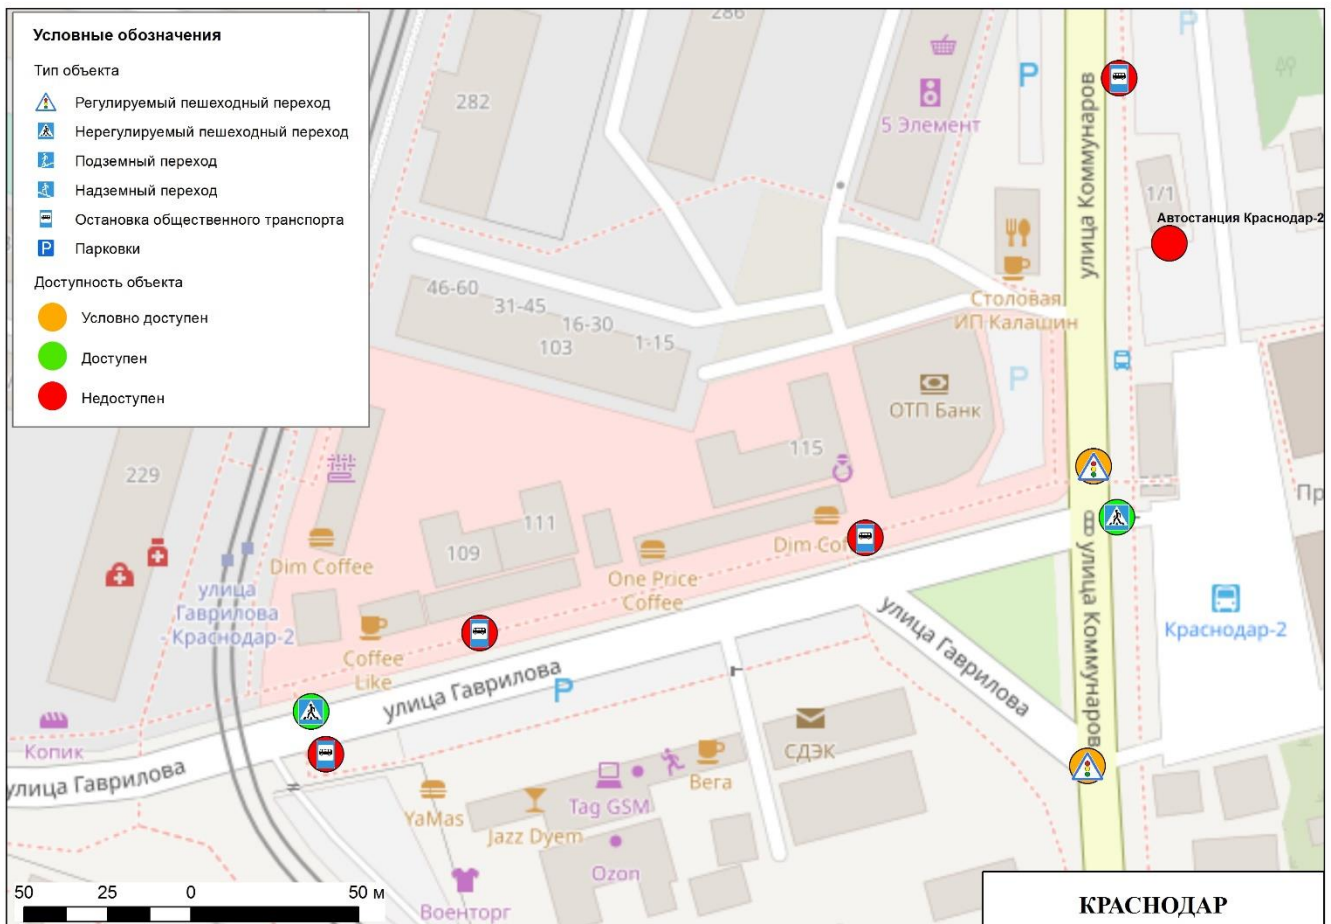 Условные обозначения
Тип объекта
Регулируемый пешеходный переход
Нерегулируемый пешеходный переход
Подземный переход
Надземный переход
Остановка общественного транспорта
P Парковки
Доступность объекта
Условно доступен
Доступен
Недоступен
286
282
P
P
5 Элемент
улица Коммунаров
1/1
Автостанция Краснодар-2
46-60
31-45
16-30
1-15
103
Столовая
ИП Калашин
P
ОТП Банк
115
229
111
109
Dim Coffee
One Price
Coffee
улица
Гаврилова
- Краснодар-2
Coffee
Like
улица Гаврилова
P
улица Гаврилова
улица Коммунаров
Краснодар-2
Пр
Копик
улица Гаврилова
СДЭК
Вега
YaMas
Tag GSM
Jazz Dyem
Ozon
Военторг
50 25 0 50 м
КРАСНОДАР